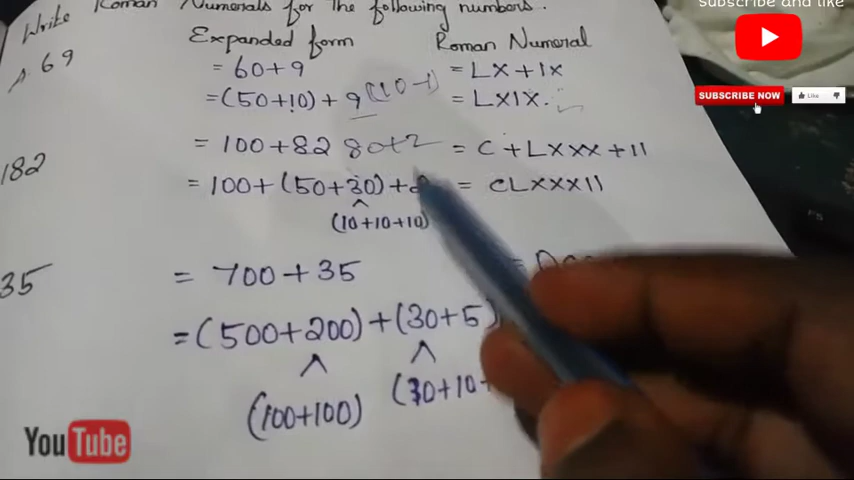 Subscribe and like
Write Roman Numerals for the following numbers.
Expanded form Roman Numeral
69 = 60+9 = LX+IX
=(50+10) + 9 (10-1) = LXIX.
182 = 100+82 80+2 = C+LXXX+II
= 100+(50+30)+2 = CLXXXII
(10+10+10)
35 = 700+35 =
=(500+200)+(30+5)
(100+100) (30+10+
SUBSCRIBE NOW Like
YouTube